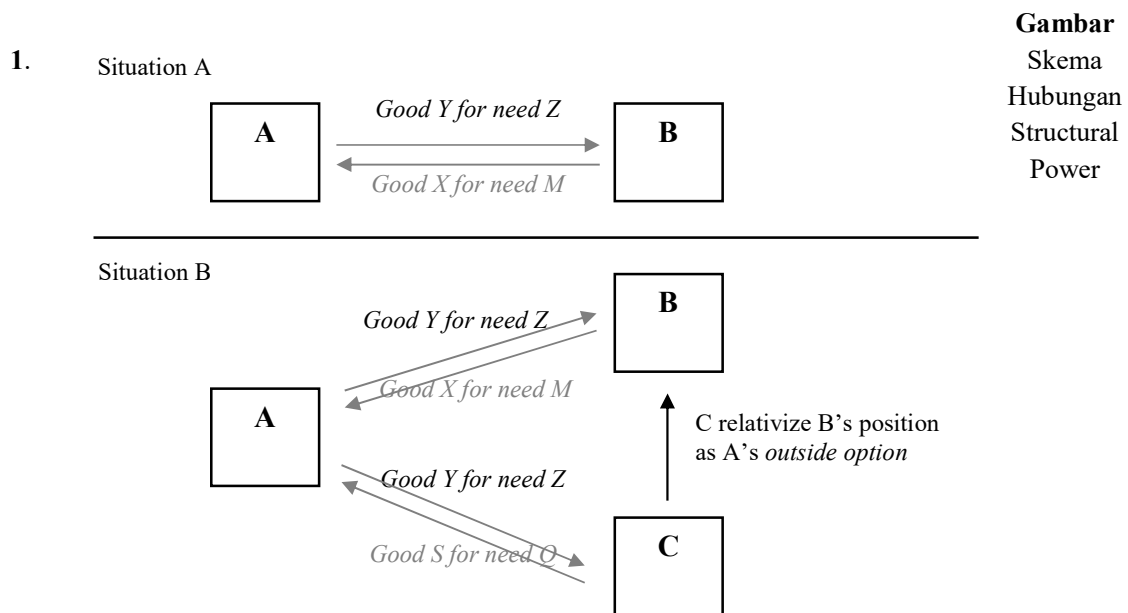 1.
Gambar
Skema
Hubungan
Structural
Power
Situation A
A
Good Y for need Z
B
Good X for need M
Situation B
B
Good Y for need Z
Good X for need M
A
C relativize B’s position
as A’s outside option
Good Y for need Z
Good S for need Q
C